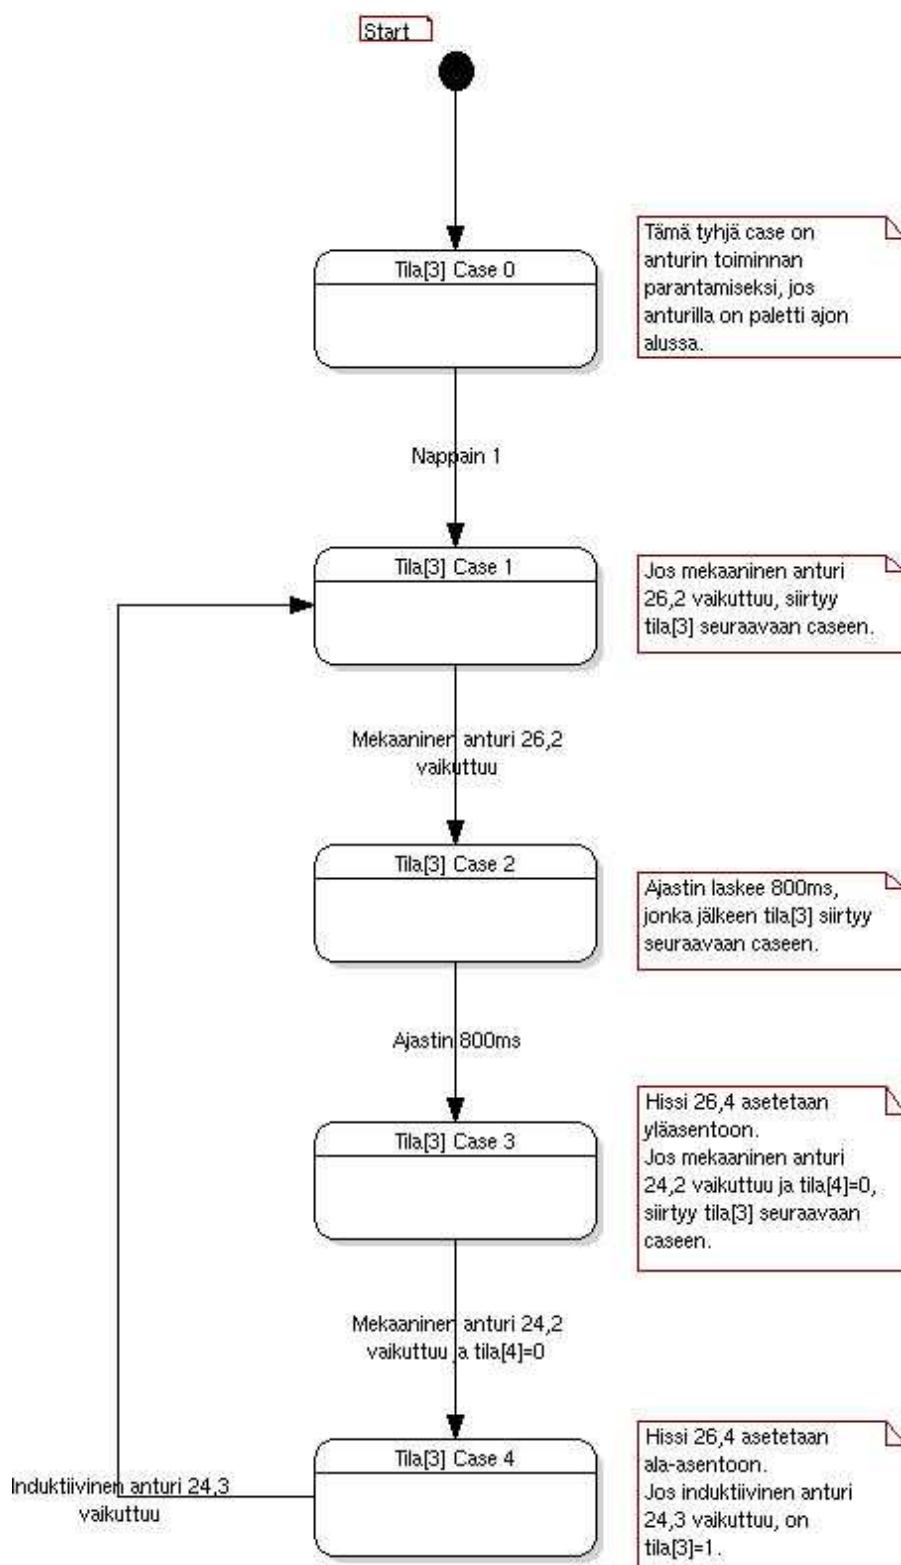 Start
Tila[3] Case 0
Tämä tyhjä case on
anturin toiminnan
parantamiseksi, jos
anturilla on paletti ajon
alussa.
Nappain 1
Tila[3] Case 1
Jos mekaaninen anturi
26,2 vaikuttuu, siirtyy
tila[3] seuraavaan caseen.
Mekaaninen anturi 26,2
vaikuttuu
Tila[3] Case 2
Ajastin laskee 800ms,
jonka jälkeen tila[3] siirtyy
seuraavaan caseen.
Ajastin 800ms
Tila[3] Case 3
Hissi 26,4 asetetaan
yläasentoon.
Jos mekaaninen anturi
24,2 vaikuttuu ja tila[4]=0,
siirtyy tila[3] seuraavaan
caseen.
Mekaaninen anturi 24,2
vaikuttuu ja tila[4]=0
Tila[3] Case 4
Hissi 26,4 asetetaan
ala-asentoon.
Jos induktiivinen anturi
24,3 vaikuttuu, on
tila[3]=1.
Induktiivinen anturi 24,3
vaikuttuu